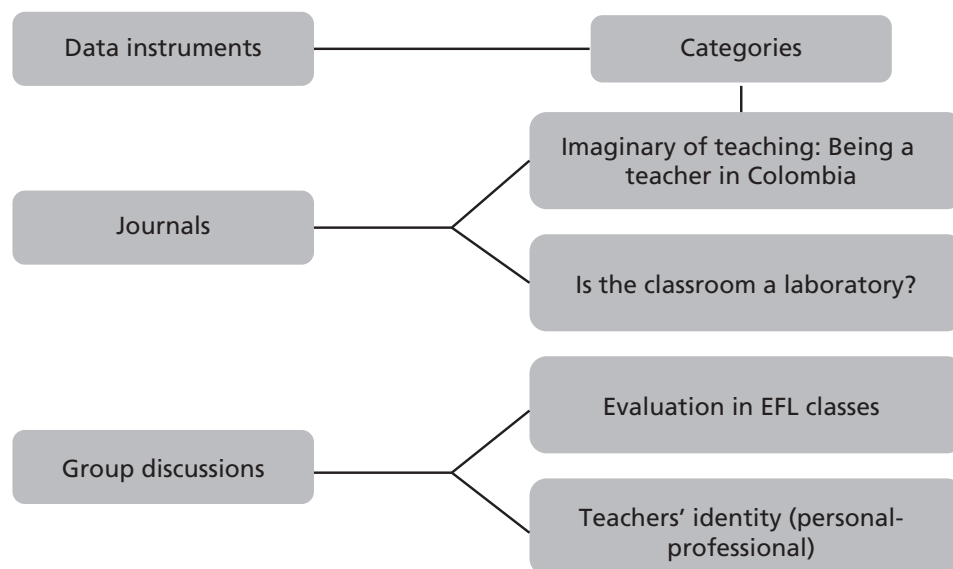 Data instruments
Categories
Imaginary of teaching: Being a
teacher in Colombia
Journals
Is the classroom a laboratory?
Evaluation in EFL classes
Group discussions
Teachers’ identity (personal-
professional)